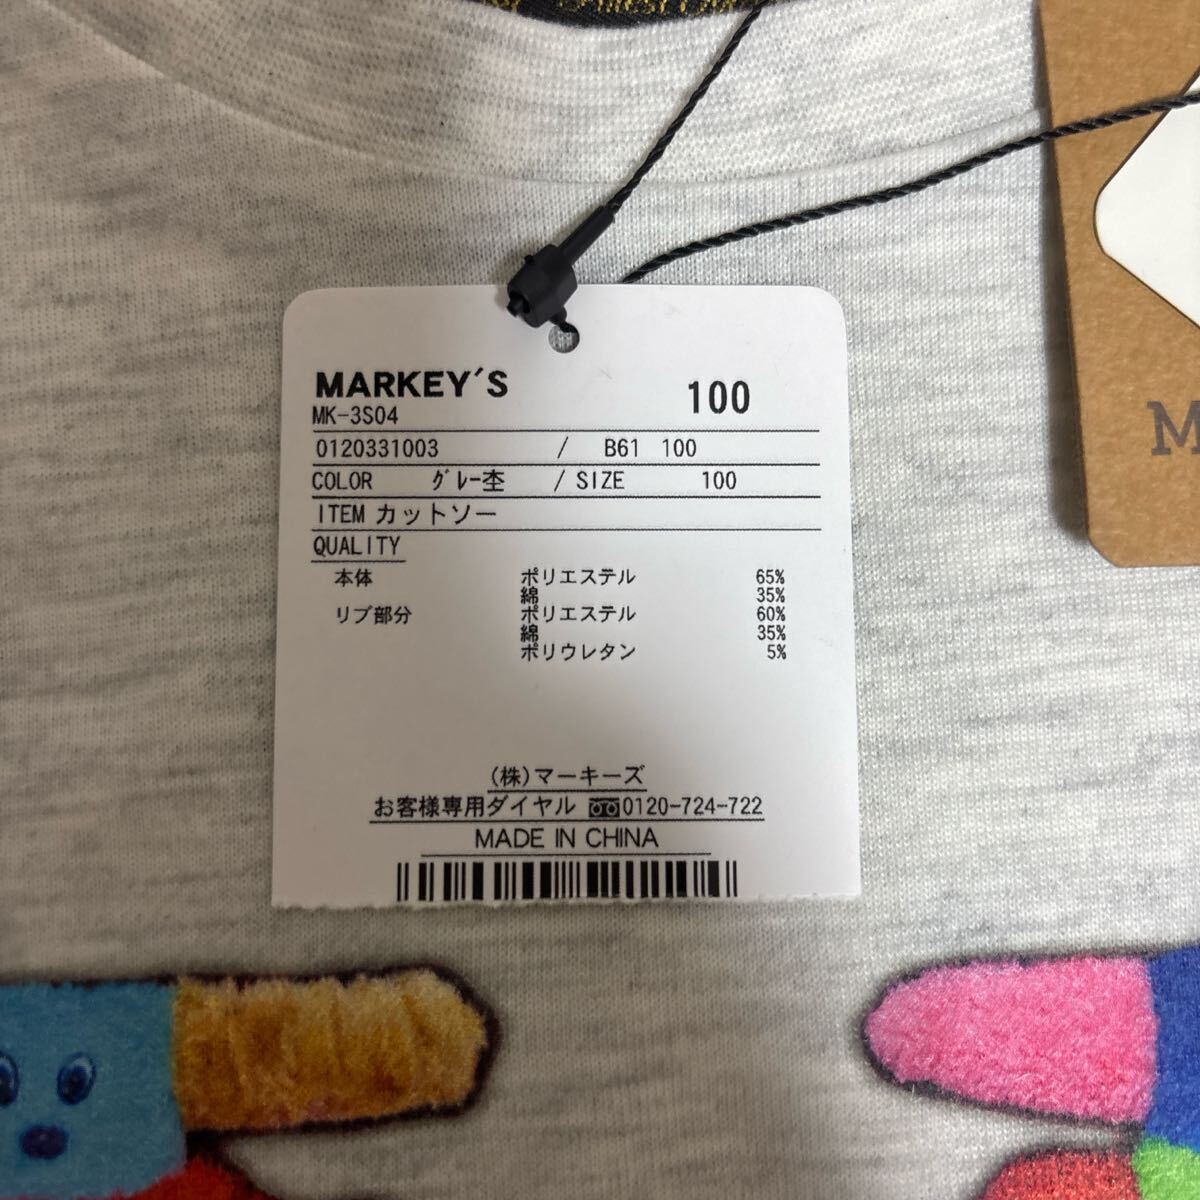 MARKEY'S 100
MK-3S04
0120331003 / B61 100
COLOR グレー杢 / SIZE 100
ITEM カットソー
QUALITY
本体 ポリエステル 65%
綿 35%
リブ部分 ポリエステル 60%
綿 35%
ポリウレタン 5%
(株)マーキーズ
お客様専用ダイヤル 0120-724-722
MADE IN CHINA
M